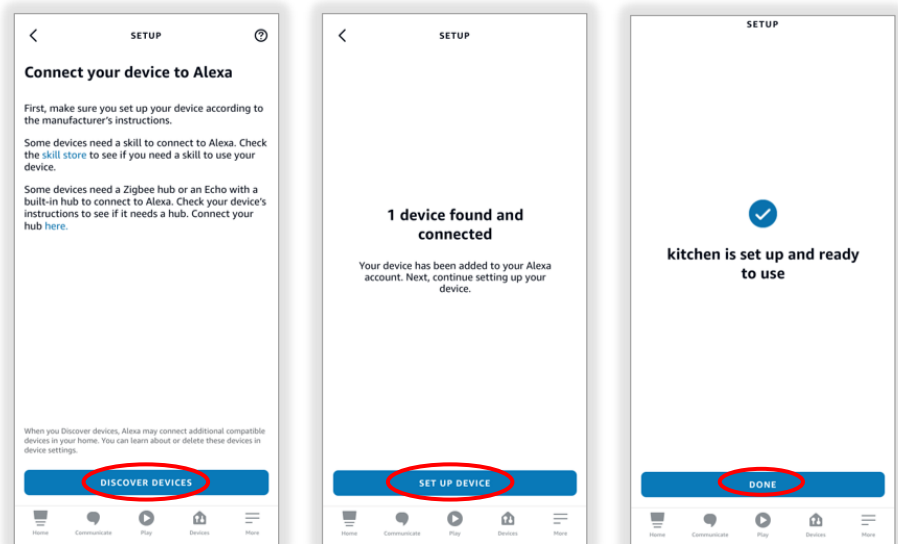 SETUP
Connect your device to Alexa
First, make sure you set up your device according to
the manufacturer's instructions.
Some devices need a skill to connect to Alexa. Check
the skill store to see if you need a skill to use your
device.
Some devices need a Zigbee hub or an Echo with a
built-in hub to connect to Alexa. Check your device's
instructions to see if it needs a hub. Connect your
hub here.
When you Discover devices, Alexa may connect additional compatible
devices in your home. You can learn about or delete these devices in
device settings.
DISCOVER DEVICES
Home Communicate Play Devices More
SETUP
1 device found and
connected
Your device has been added to your Alexa
account. Next, continue setting up your
device.
SET UP DEVICE
Home Communicate Play Devices More
SETUP
kitchen is set up and ready
to use
DONE
Home Communicate Play Devices More